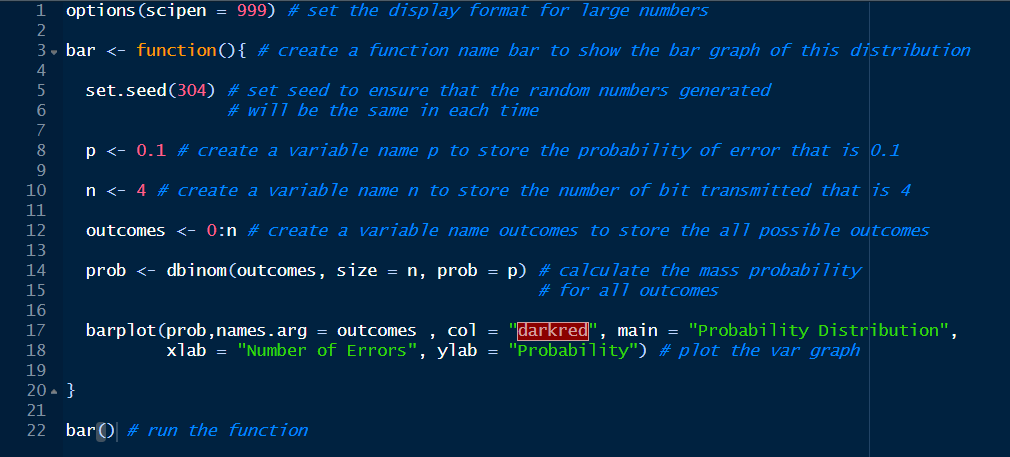 1 options(scipen = 999) # set the display format for large numbers
2
3 bar <- function(){ # create a function name bar to show the bar graph of this distribution
4
5 set.seed(304) # set seed to ensure that the random numbers generated
6 # will be the same in each time
7
8 p <- 0.1 # create a variable name p to store the probability of error that is 0.1
9
10 n <- 4 # create a variable name n to store the number of bit transmitted that is 4
11
12 outcomes <- 0:n # create a variable name outcomes to store the all possible outcomes
13
14 prob <- dbinom(outcomes, size = n, prob = p) # calculate the mass probability
15 # for all outcomes
16
17 barplot(prob,names.arg = outcomes , col = "darkred", main = "Probability Distribution",
18 xlab = "Number of Errors", ylab = "Probability") # plot the var graph
19
20 }
21
22 bar() # run the function